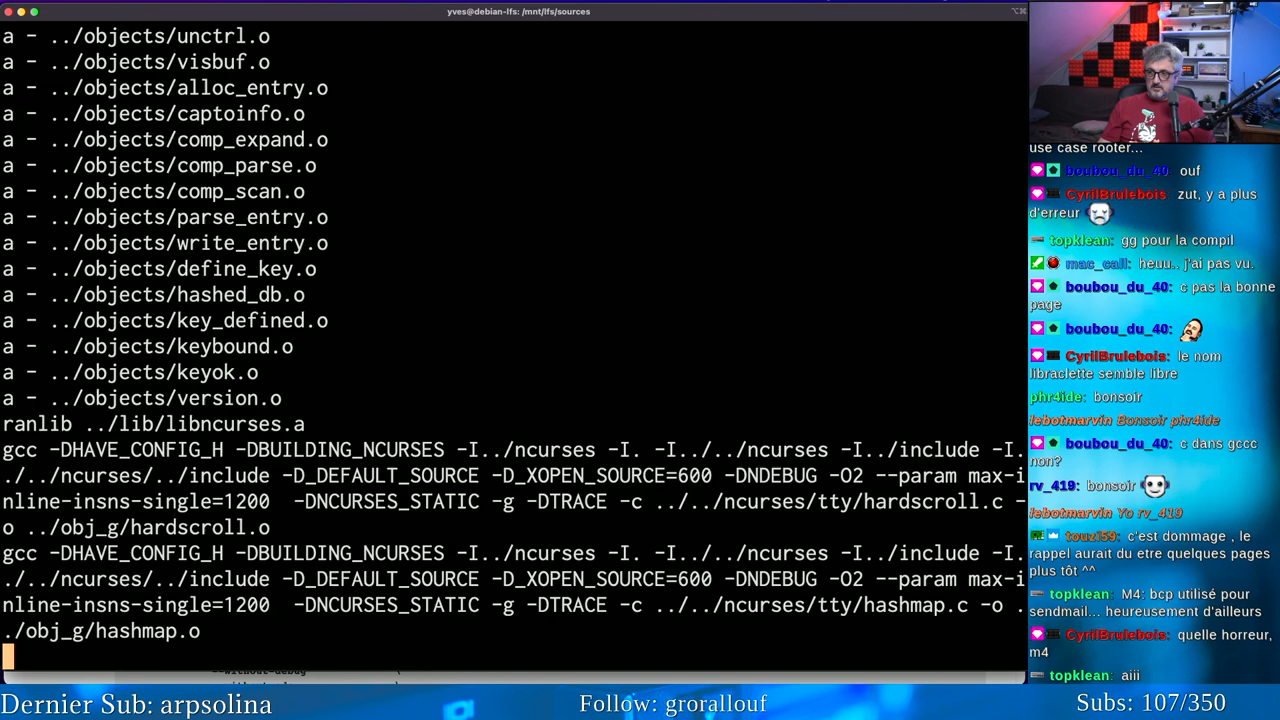 yves@debian-lfs: /mnt/lfs/sources
a - ../objects/unctrl.o
a - ../objects/visbuf.o
a - ../objects/alloc_entry.o
a - ../objects/captoinfo.o
a - ../objects/comp_expand.o
a - ../objects/comp_parse.o
a - ../objects/comp_scan.o
a - ../objects/parse_entry.o
a - ../objects/write_entry.o
a - ../objects/define_key.o
a - ../objects/hashed_db.o
a - ../objects/key_defined.o
a - ../objects/keybound.o
a - ../objects/keyok.o
a - ../objects/version.o
ranlib ../lib/libncurses.a
gcc -DHAVE_CONFIG_H -DBUILDING_NCURSES -I../ncurses -I. -I../../ncurses -I../include -I.
./../ncurses/../include -D_DEFAULT_SOURCE -D_XOPEN_SOURCE=600 -DNDEBUG -O2 --param max-i
nline-insns-single=1200  -DNCURSES_STATIC -g -DTRACE -c ../../ncurses/tty/hardscroll.c -
o ../obj_g/hardscroll.o
gcc -DHAVE_CONFIG_H -DBUILDING_NCURSES -I../ncurses -I. -I../../ncurses -I../include -I.
./../ncurses/../include -D_DEFAULT_SOURCE -D_XOPEN_SOURCE=600 -DNDEBUG -O2 --param max-i
nline-insns-single=1200  -DNCURSES_STATIC -g -DTRACE -c ../../ncurses/tty/hashmap.c -o .
./obj_g/hashmap.o
--without-debug \
use case rooter...
boubou_du_40: ouf
CyrilBrulebois: zut, y a plus
d'erreur
topklean: gg pour la compil
mac_call: heuu.. j'ai pas vu.
boubou_du_40: c pas la bonne
page
boubou_du_40:
CyrilBrulebois: le nom
libraclette semble libre
phr4ide: bonsoir
lebotmarvin Bonsoir phr4ide
boubou_du_40: c dans gccc
non?
rv_419: bonsoir
lebotmarvin Yo rv_419
touzi59: c'est dommage , le
rappel aurait du etre quelques pages
plus tôt ^^
topklean: M4: bcp utilisé pour
sendmail... heureusement d'ailleurs
CyrilBrulebois: quelle horreur,
m4
topklean: aiii
Dernier Sub: arpsolina
Follow: grorallouf
Subs: 107/350